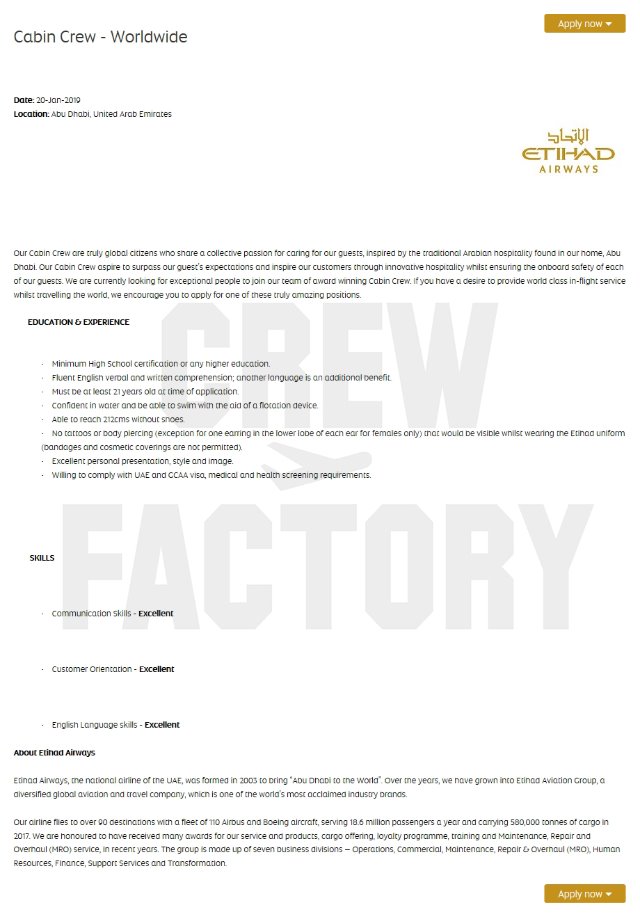 Apply now
Cabin Crew - Worldwide
Date: 20-Jan-2019
Location: Abu Dhabi, United Arab Emirates
الإتحاد
ETIHAD
AIRWAYS
Our Cabin Crew are truly global citizens who share a collective passion for caring for our guests, inspired by the traditional Arabian hospitality found in our home, Abu
Dhabi. Our Cabin Crew aspire to surpass our guest's expectations and inspire our customers through innovative hospitality whilst ensuring the onboard safety of each
of our guests. We are currently looking for exceptional people to join our team of award winning Cabin Crew. If you have a desire to provide world class in-flight service
whilst travelling the world, we encourage you to apply for one of these truly amazing positions.
EDUCATION & EXPERIENCE
CREW
· Minimum High School certification or any higher education.
· Fluent English verbal and written comprehension; another language is an additional benefit.
· Must be at least 21 years old at time of application.
· Confident in water and be able to swim with the aid of a flotation device.
· Able to reach 212cms without shoes.
· No tattoos or body piercing (exception for one earring in the lower lobe of each ear for females only) that would be visible whilst wearing the Etihad uniform
(bandages and cosmetic coverings are not permitted).
· Excellent personal presentation, style and image.
· Willing to comply with UAE and GCAA visa, medical and health screening requirements.
FACTORY
SKILLS
· Communication Skills - Excellent
· Customer Orientation - Excellent
· English Language skills - Excellent
About Etihad Airways
Etihad Airways, the national airline of the UAE, was formed in 2003 to bring "Abu Dhabi to the World". Over the years, we have grown into Etihad Aviation Group, a
diversified global aviation and travel company, which is one of the world's most acclaimed industry brands.
Our airline flies to over 90 destinations with a fleet of 110 Airbus and Boeing aircraft, serving 18.6 million passengers a year and carrying 580,000 tonnes of cargo in
2017. We are honoured to have received many awards for our service and products, cargo offering, loyalty programme, training and Maintenance, Repair and
Overhaul (MRO) service, in recent years. The group is made up of seven business divisions – Operations, Commercial, Maintenance, Repair & Overhaul (MRO), Human
Resources, Finance, Support Services and Transformation.
Apply now